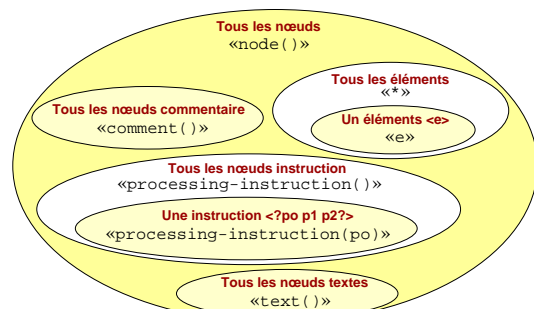 Tous les nœuds
«node()»
Tous les éléments
«*»
Un éléments <e>
«e»
Tous les nœuds commentaire
«comment()»
Tous les nœuds instruction
«processing-instruction()»
Une instruction <?po p1 p2?>
«processing-instruction(po)»
Tous les nœuds textes
«text()»